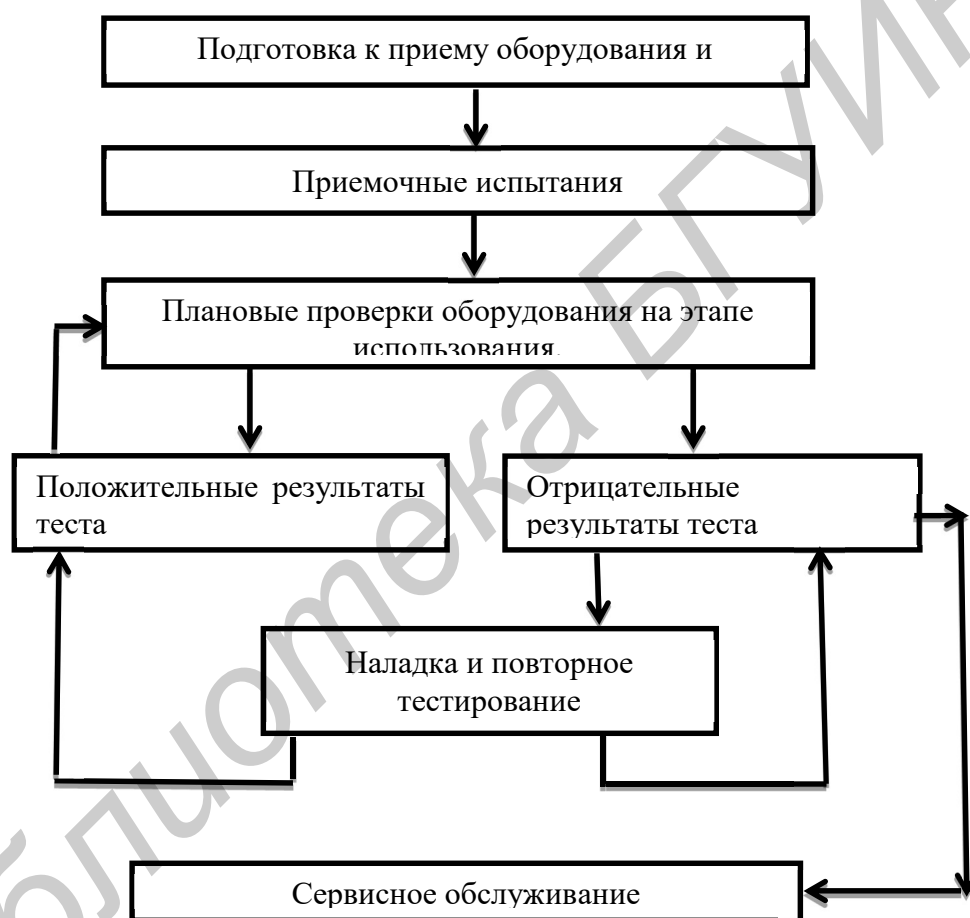 Подготовка к приему оборудования и
Приемочные испытания
Плановые проверки оборудования на этапе
использования.
Положительные результаты
теста
Отрицательные
результаты теста
Наладка и повторное
тестирование
Сервисное обслуживание